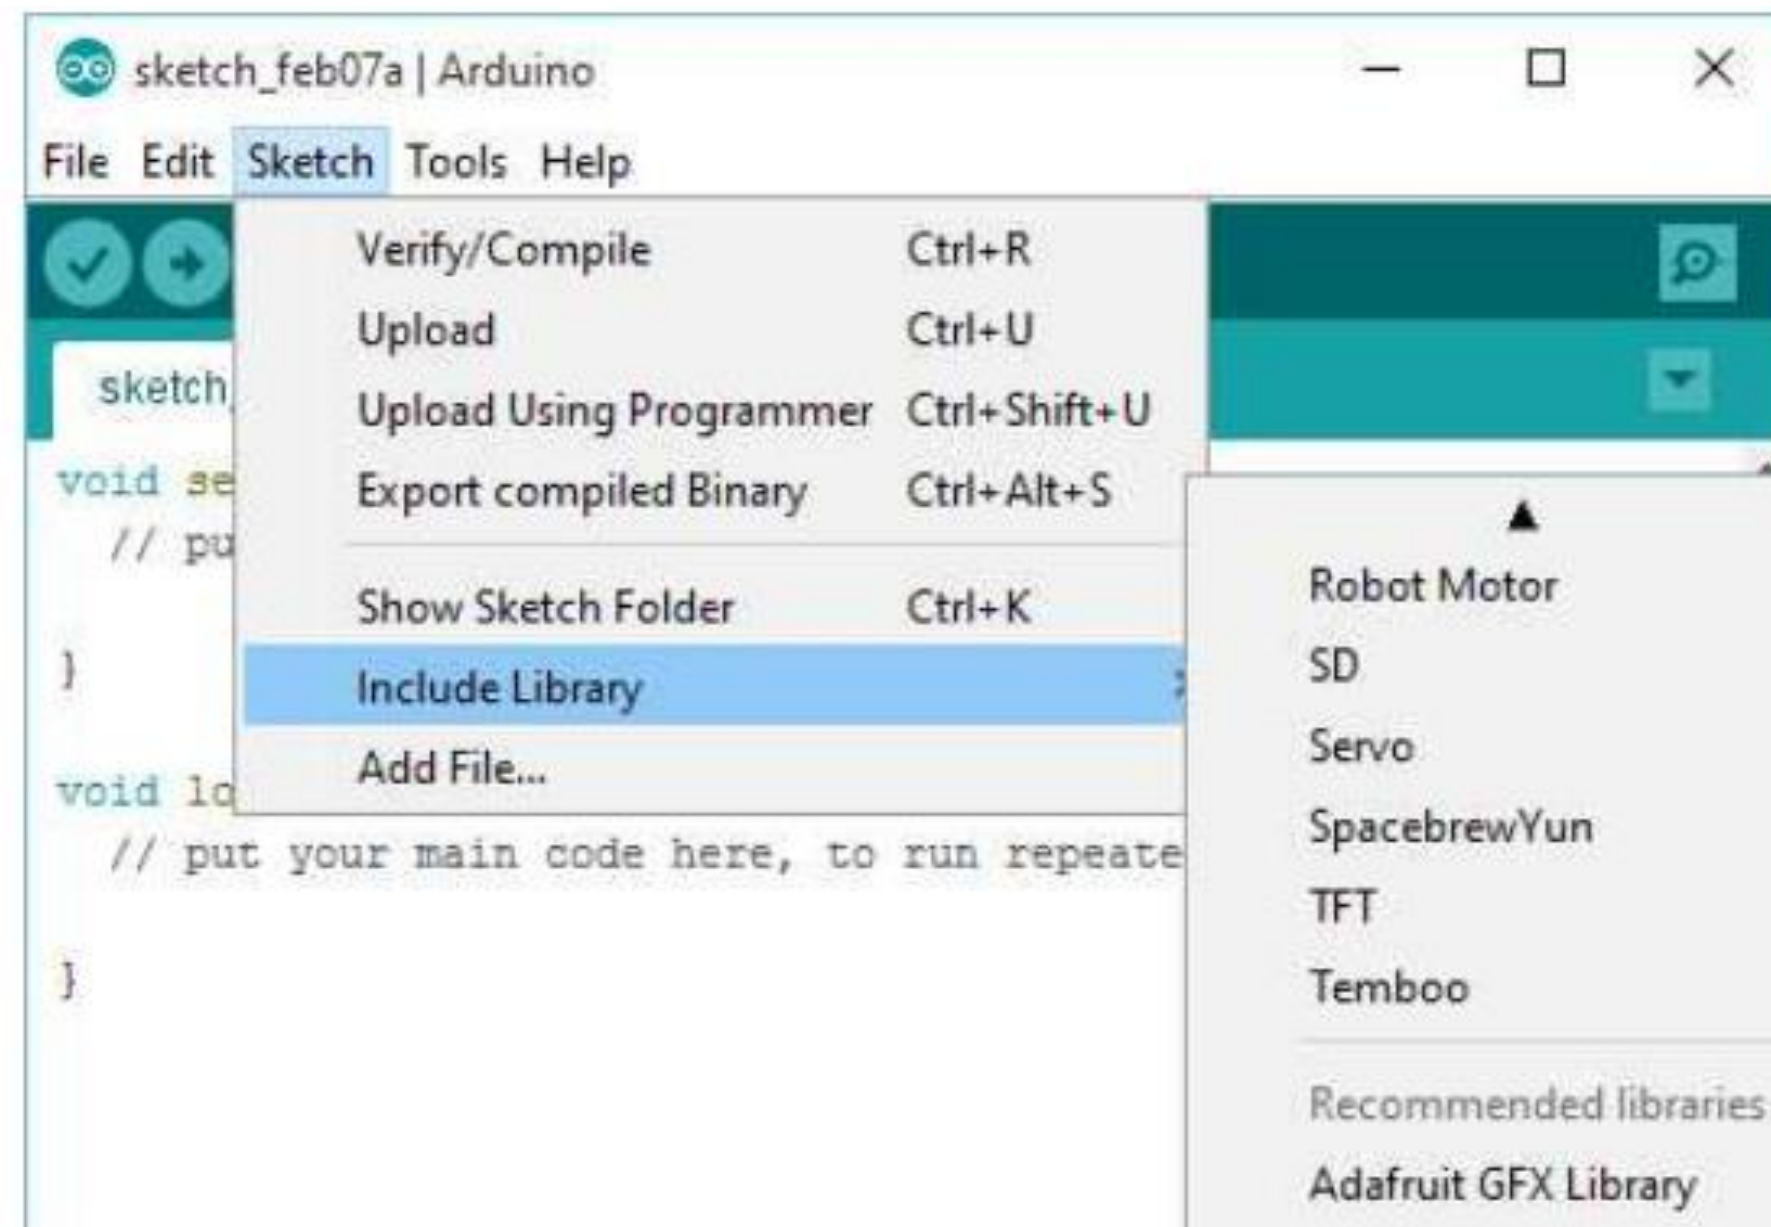 sketch_feb07a | Arduino
File Edit Sketch Tools Help
Verify/Compile Ctrl+R
Upload Ctrl+U
sketch_
Upload Using Programmer Ctrl+Shift+U
void se
Export compiled Binary Ctrl+Alt+S
// pu
Show Sketch Folder Ctrl+K
}
Include Library
Add File...
void lo
// put your main code here, to run repeate
}
Robot Motor
SD
Servo
SpacebrewYun
TFT
Temboo
Recommended libraries
Adafruit GFX Library